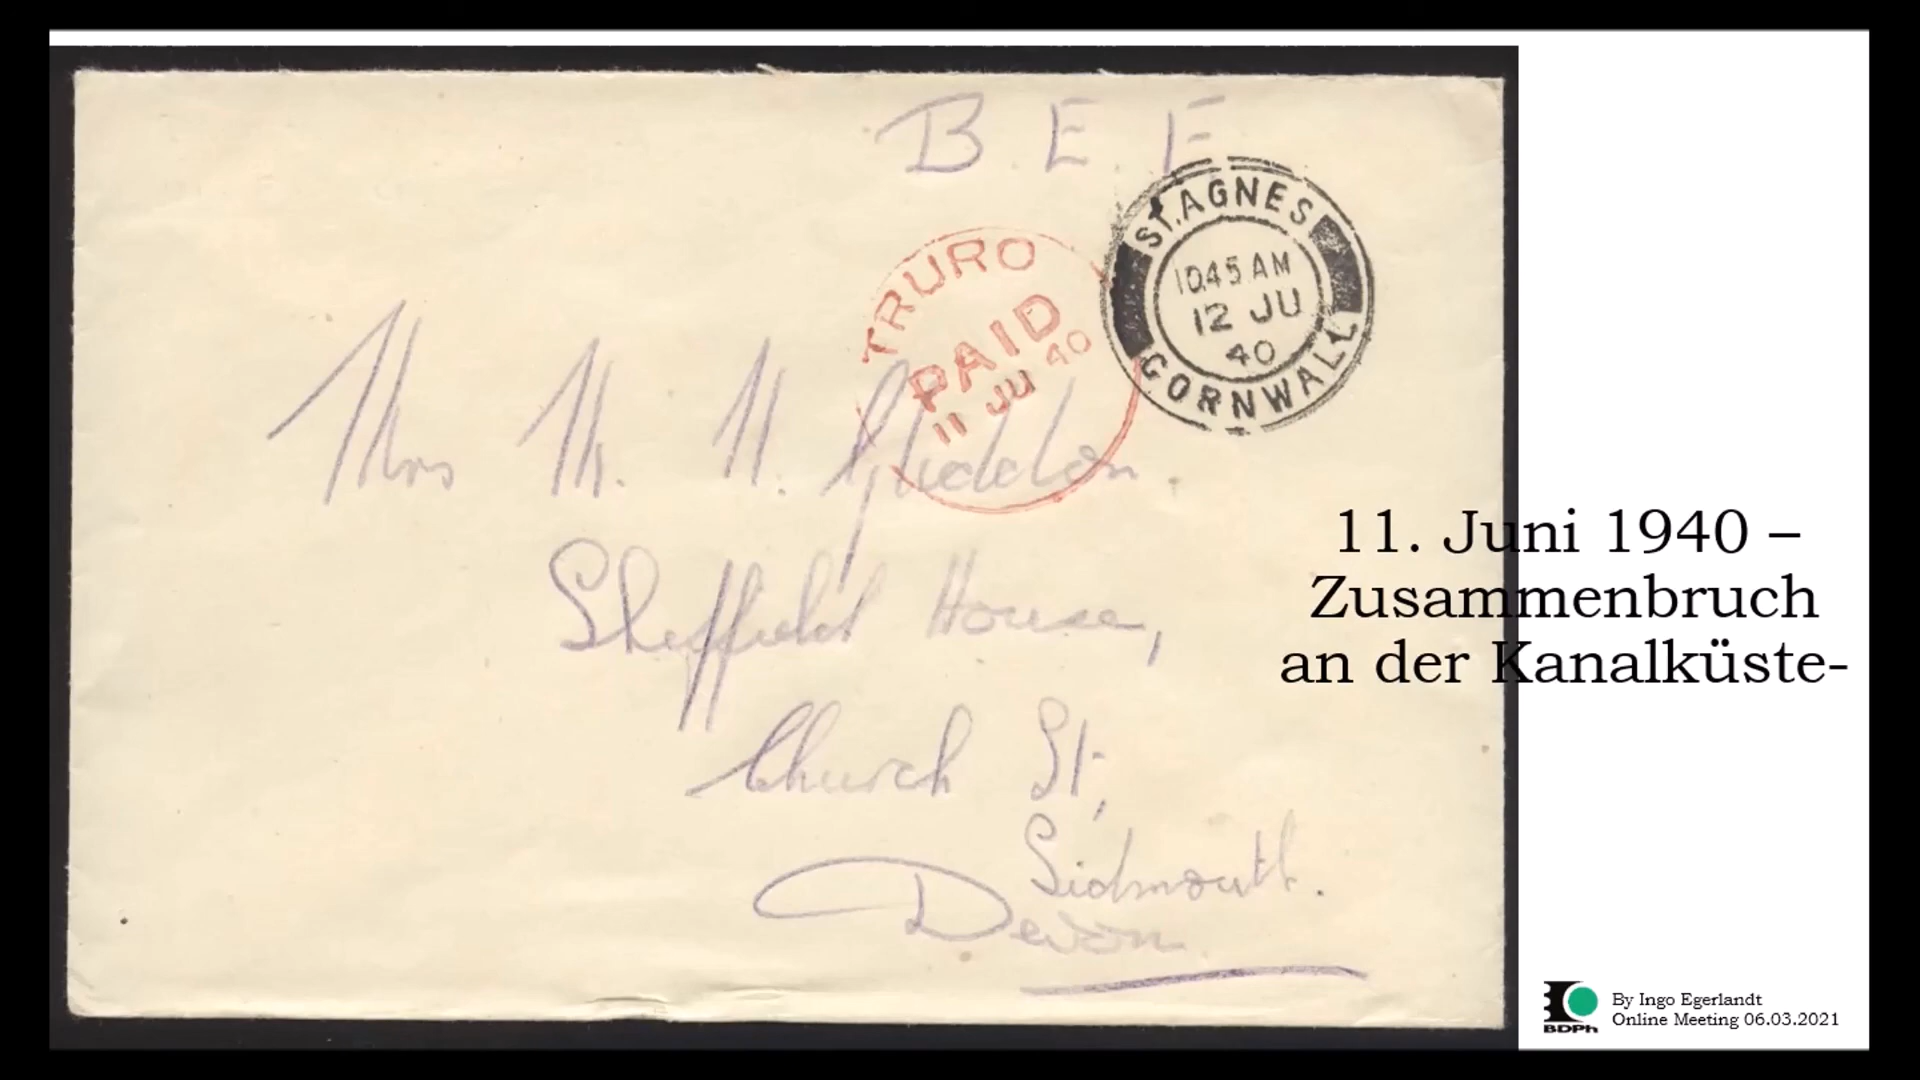 B.E.F
ST. AGNES
10.45 AM
12 JU
40
CORNWALL
TRURO
PAID
11 JU 40
Mrs M. H. Gliddon.
Sheffield House,
Church St,
Sidmouth.
Devon
11. Juni 1940 –
Zusammenbruch
an der Kanalküste-
BDPh
By Ingo Egerlandt
Online Meeting 06.03.2021